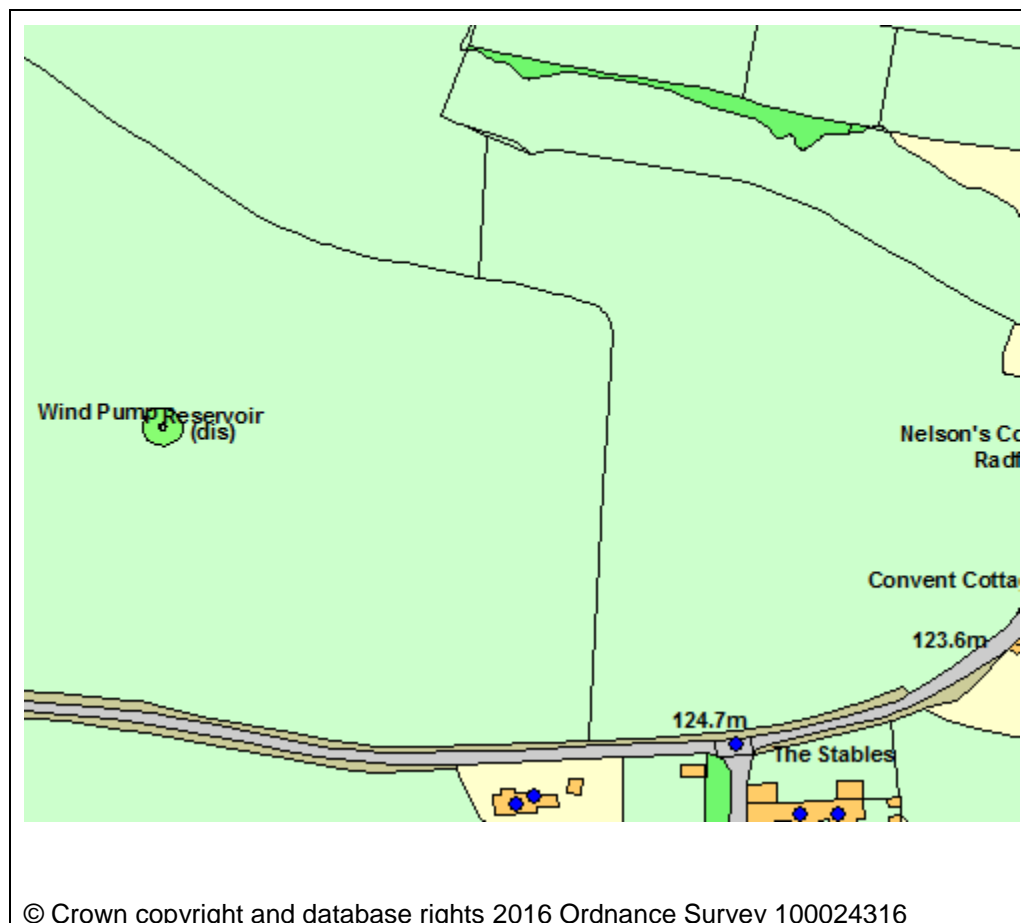 Wind Pump Reservoir
(dis)
Nelson's Co
Radf
Convent Cotta
123.6m
124.7m
The Stables
© Crown copyright and database rights 2016 Ordnance Survey 100024316